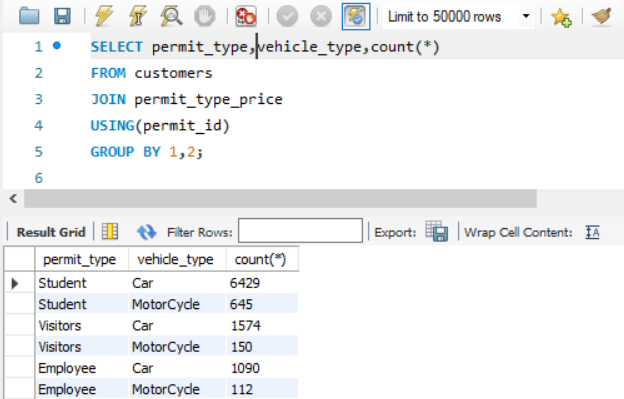 Limit to 50000 rows
1 SELECT permit_type,vehicle_type,count(*)
2 FROM customers
3 JOIN permit_type_price
4 USING(permit_id)
5 GROUP BY 1,2;
6
Result Grid Filter Rows: Export: Wrap Cell Content: IA
permit_type vehicle_type count(*)
Student Car 6429
Student MotorCycle 645
Visitors Car 1574
Visitors MotorCycle 150
Employee Car 1090
Employee MotorCycle 112